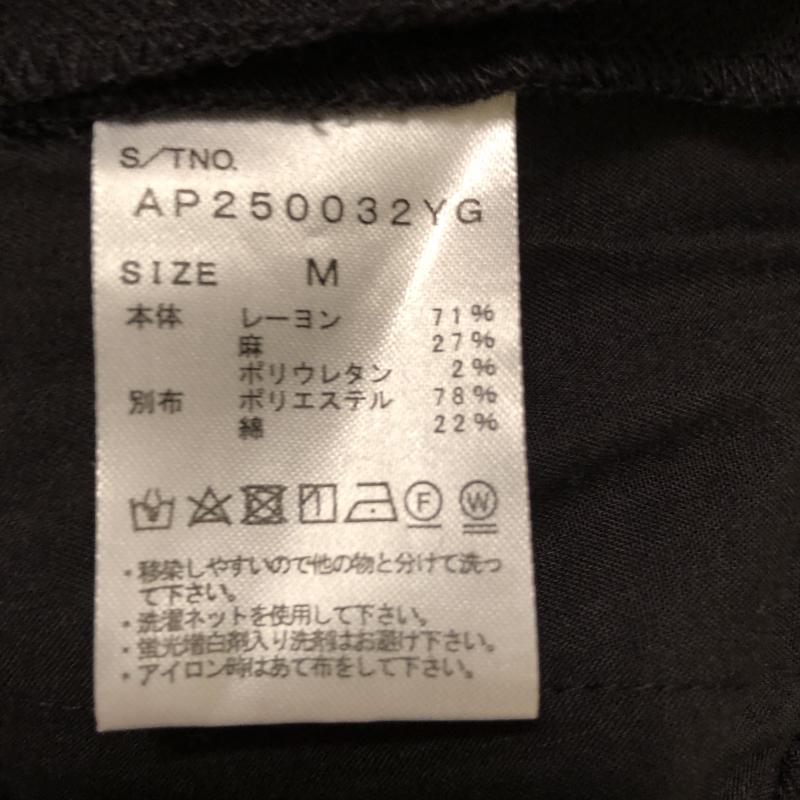 S/TNO.
AP250032YG
SIZE M
本体 レーヨン 71%
麻 27%
ポリウレタン 2%
別布 ポリエステル 78%
綿 22%
F W
・移染しやすいので他の物と分けて洗っ
て下さい。
・洗濯ネットを使用して下さい。
・蛍光増白剤入り洗剤はお避け下さい。
・アイロン時はあて布をして下さい。